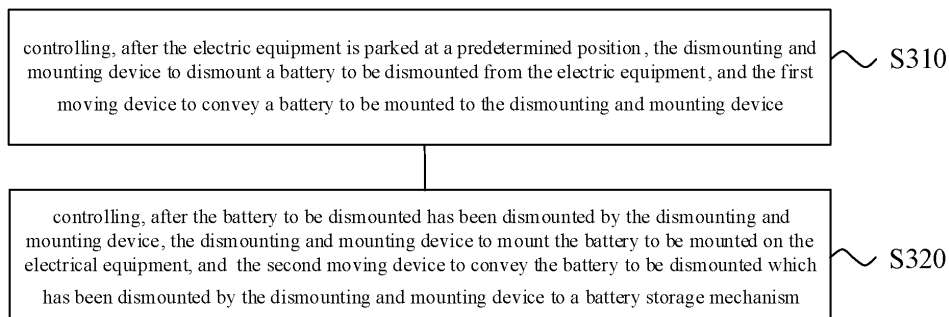 controlling, after the electric equipment is parked at a predetermined position, the dismounting and
mounting device to dismount a battery to be dismounted from the electric equipment, and the first
moving device to convey a battery to be mounted to the dismounting and mounting device
S310
controlling, after the battery to be dismounted has been dismounted by the dismounting and
mounting device, the dismounting and mounting device to mount the battery to be mounted on the
electrical equipment, and the second moving device to convey the battery to be dismounted which
has been dismounted by the dismounting and mounting device to a battery storage mechanism
S320